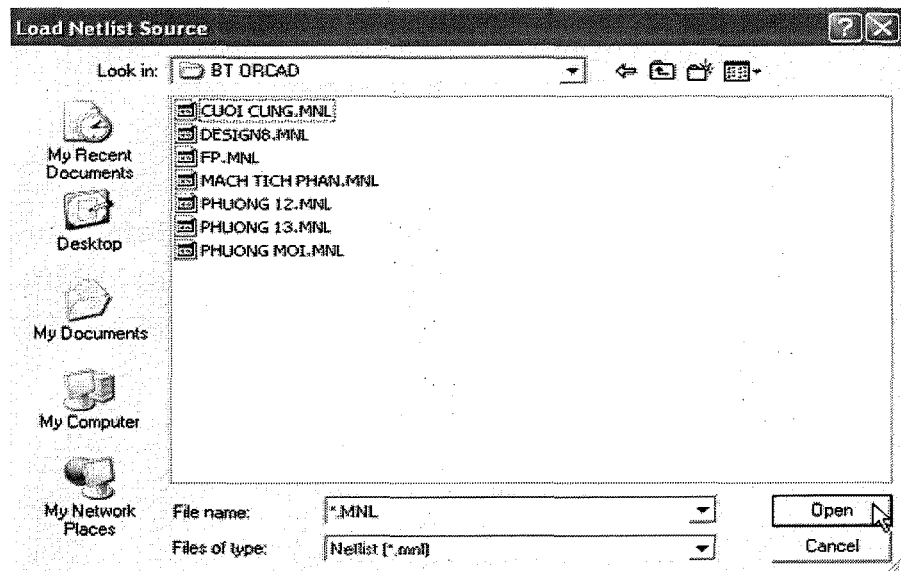 Load Netlist Source
Look in: BT ORCAD
CUOI CUNG.MNL
DESIGN8.MNL
FP.MNL
MACH TICH PHAN.MNL
PHUONG 12.MNL
PHUONG 13.MNL
PHUONG MOI.MNL
My Recent
Documents
Desktop
My Documents
My Computer
My Network
Places
File name: *.MNL
Open
Files of type: Netlist (*.mnl)
Cancel